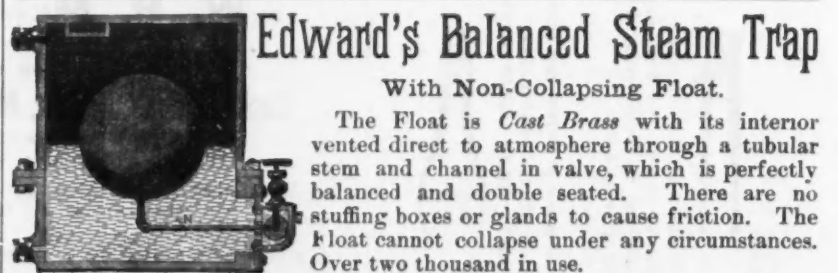 Edward's Balanced Steam Trap
With Non-Collapsing Float.
The Float is Cast Brass with its interior
vented direct to atmosphere through a tubular
stem and channel in valve, which is perfectly
balanced and double seated. There are no
stuffing boxes or glands to cause friction. The
Float cannot collapse under any circumstances.
Over two thousand in use.
N